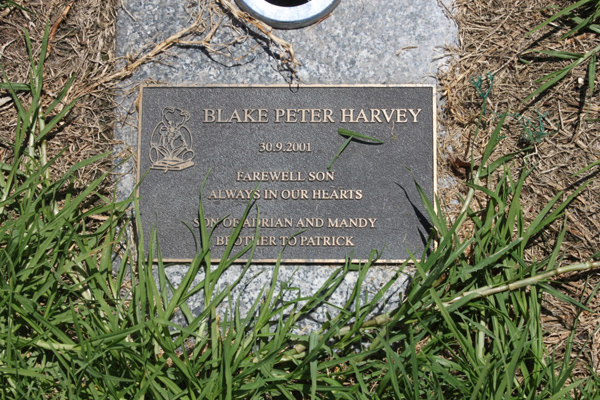 BLAKE PETER HARVEY
30.9.2001
FAREWELL SON
ALWAYS IN OUR HEARTS
SON OF ADRIAN AND MANDY
BROTHER TO PATRICK